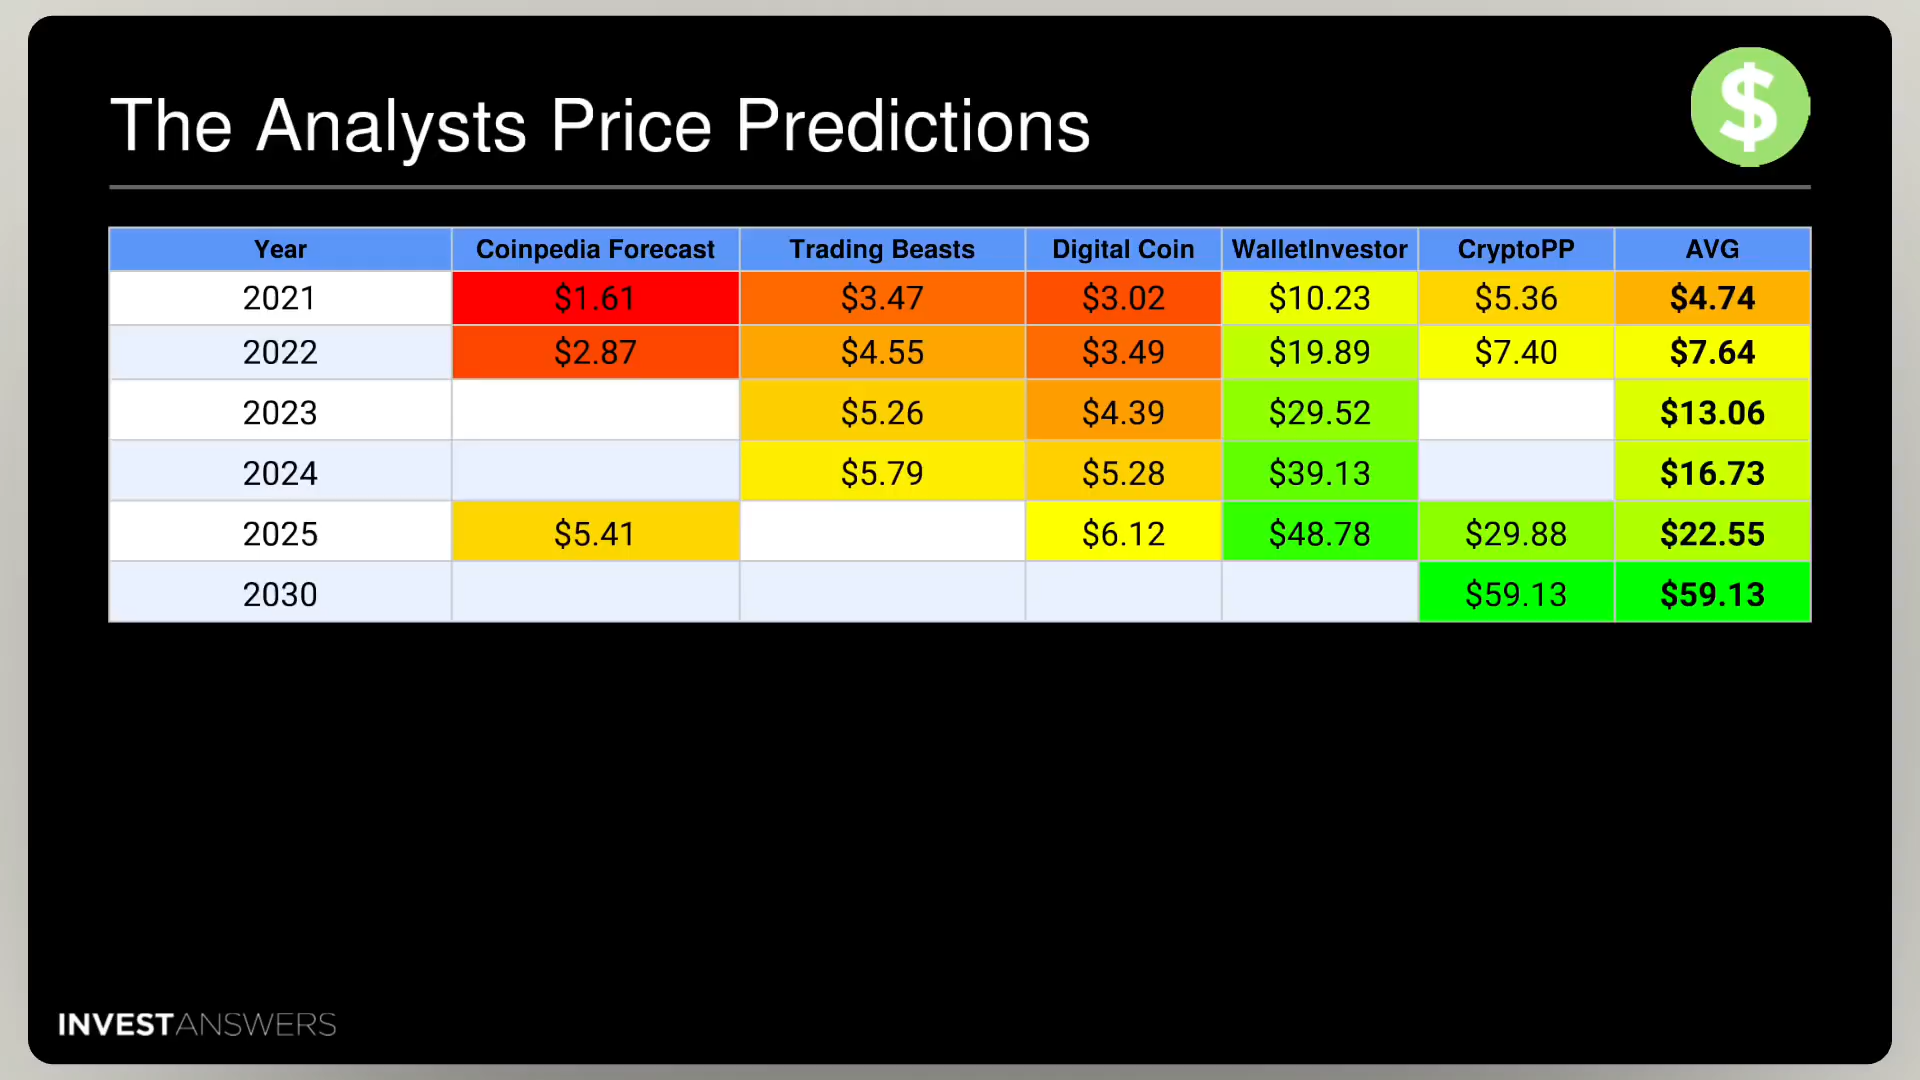 The Analysts Price Predictions
$
Year Coinpedia Forecast Trading Beasts Digital Coin WalletInvestor CryptoPP AVG
2021 $1.61 $3.47 $3.02 $10.23 $5.36 $4.74
2022 $2.87 $4.55 $3.49 $19.89 $7.40 $7.64
2023 $5.26 $4.39 $29.52 $13.06
2024 $5.79 $5.28 $39.13 $16.73
2025 $5.41 $6.12 $48.78 $29.88 $22.55
2030 $59.13 $59.13
INVESTANSWERS